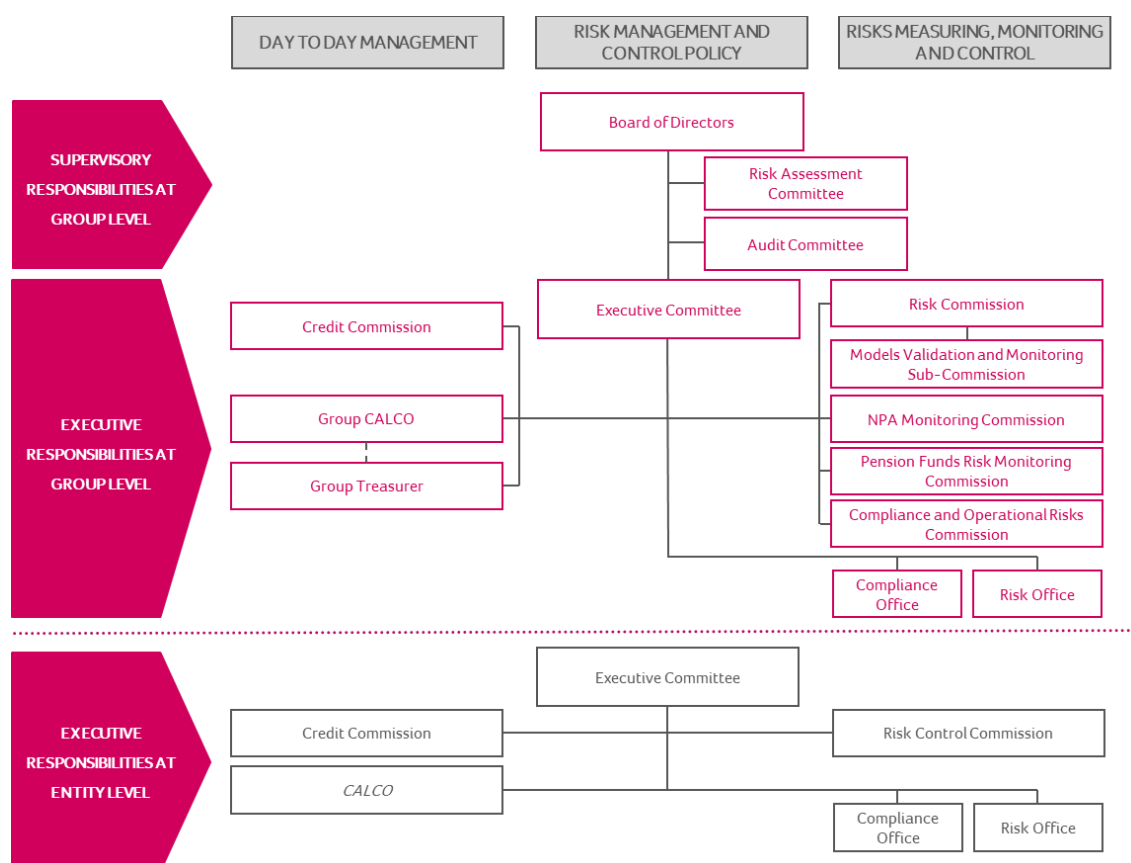 DAY TO DAY MANAGEMENT
RISK MANAGEMENT AND
CONTROL POLICY
RISKS MEASURING, MONITORING
AND CONTROL
SUPERVISORY
RESPONSIBILITIES AT
GROUP LEVEL
Board of Directors
Risk Assessment
Committee
Audit Committee
EXECUTIVE
RESPONSIBILITIES AT
GROUP LEVEL
Credit Commission
Group CALCO
Group Treasurer
Executive Committee
Risk Commission
Models Validation and Monitoring
Sub-Commission
NPA Monitoring Commission
Pension Funds Risk Monitoring
Commission
Compliance and Operational Risks
Commission
Compliance
Office
Risk Office
EXECUTIVE
RESPONSIBILITIES AT
ENTITY LEVEL
Executive Committee
Credit Commission
Risk Control Commission
CALCO
Compliance
Office
Risk Office